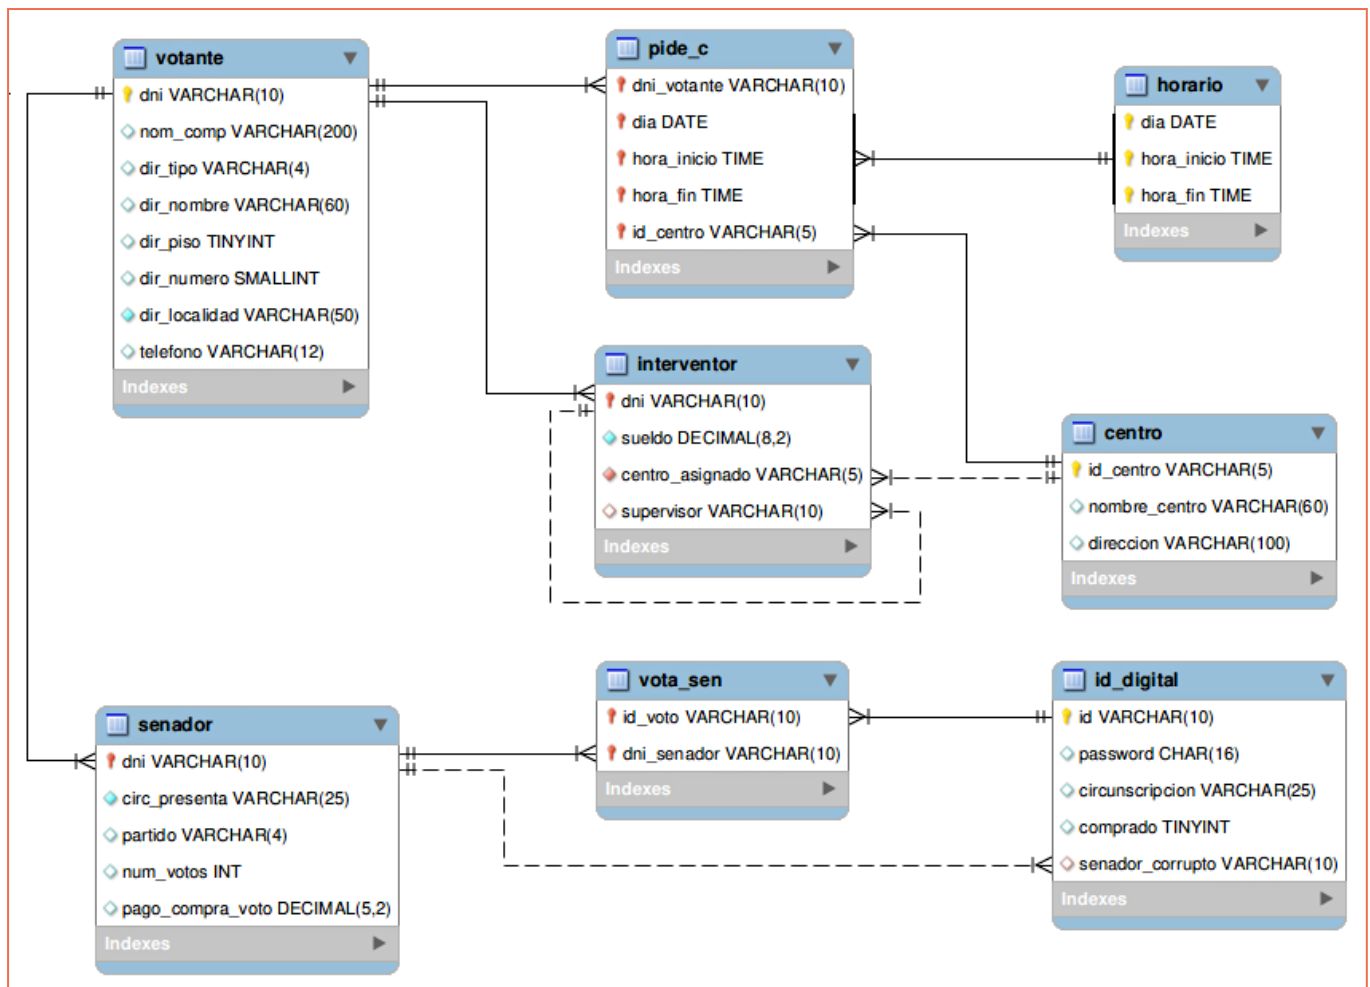 votante
dni VARCHAR(10)
nom_comp VARCHAR(200)
dir_tipo VARCHAR(4)
dir_nombre VARCHAR(60)
dir_piso TINYINT
dir_numero SMALLINT
dir_localidad VARCHAR(50)
telefono VARCHAR(12)
Indexes
pide_c
dni_votante VARCHAR(10)
dia DATE
hora_inicio TIME
hora_fin TIME
id_centro VARCHAR(5)
Indexes
horario
dia DATE
hora_inicio TIME
hora_fin TIME
Indexes
interventor
dni VARCHAR(10)
sueldo DECIMAL(8,2)
centro_asignado VARCHAR(5)
supervisor VARCHAR(10)
Indexes
centro
id_centro VARCHAR(5)
nombre_centro VARCHAR(60)
direccion VARCHAR(100)
Indexes
senador
dni VARCHAR(10)
circ_presenta VARCHAR(25)
partido VARCHAR(4)
num_votos INT
pago_compra_voto DECIMAL(5,2)
Indexes
vota_sen
id_voto VARCHAR(10)
dni_senador VARCHAR(10)
Indexes
id_digital
id VARCHAR(10)
password CHAR(16)
circunscripcion VARCHAR(25)
comprado TINYINT
senador_corrupto VARCHAR(10)
Indexes